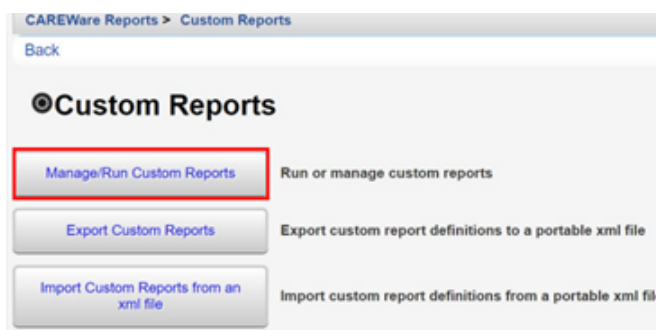 CAREWare Reports > Custom Reports
Back
Custom Reports
Manage/Run Custom Reports
Run or manage custom reports
Export Custom Reports
Export custom report definitions to a portable xml file
Import Custom Reports from an
xml file
Import custom report definitions from a portable xml fil